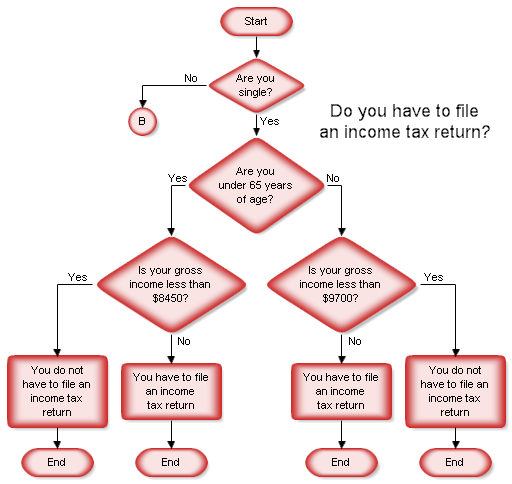 Start
Are you
single?
No
B
Yes
Do you have to file
an income tax return?
Are you
under 65 years
of age?
Yes
No
Is your gross
income less than
$8450?
Is your gross
income less than
$9700?
Yes
No
No
Yes
You do not
have to file an
income tax
return
You have to file
an income
tax return
You have to file
an income
tax return
You do not
have to file an
income tax
return
End
End
End
End